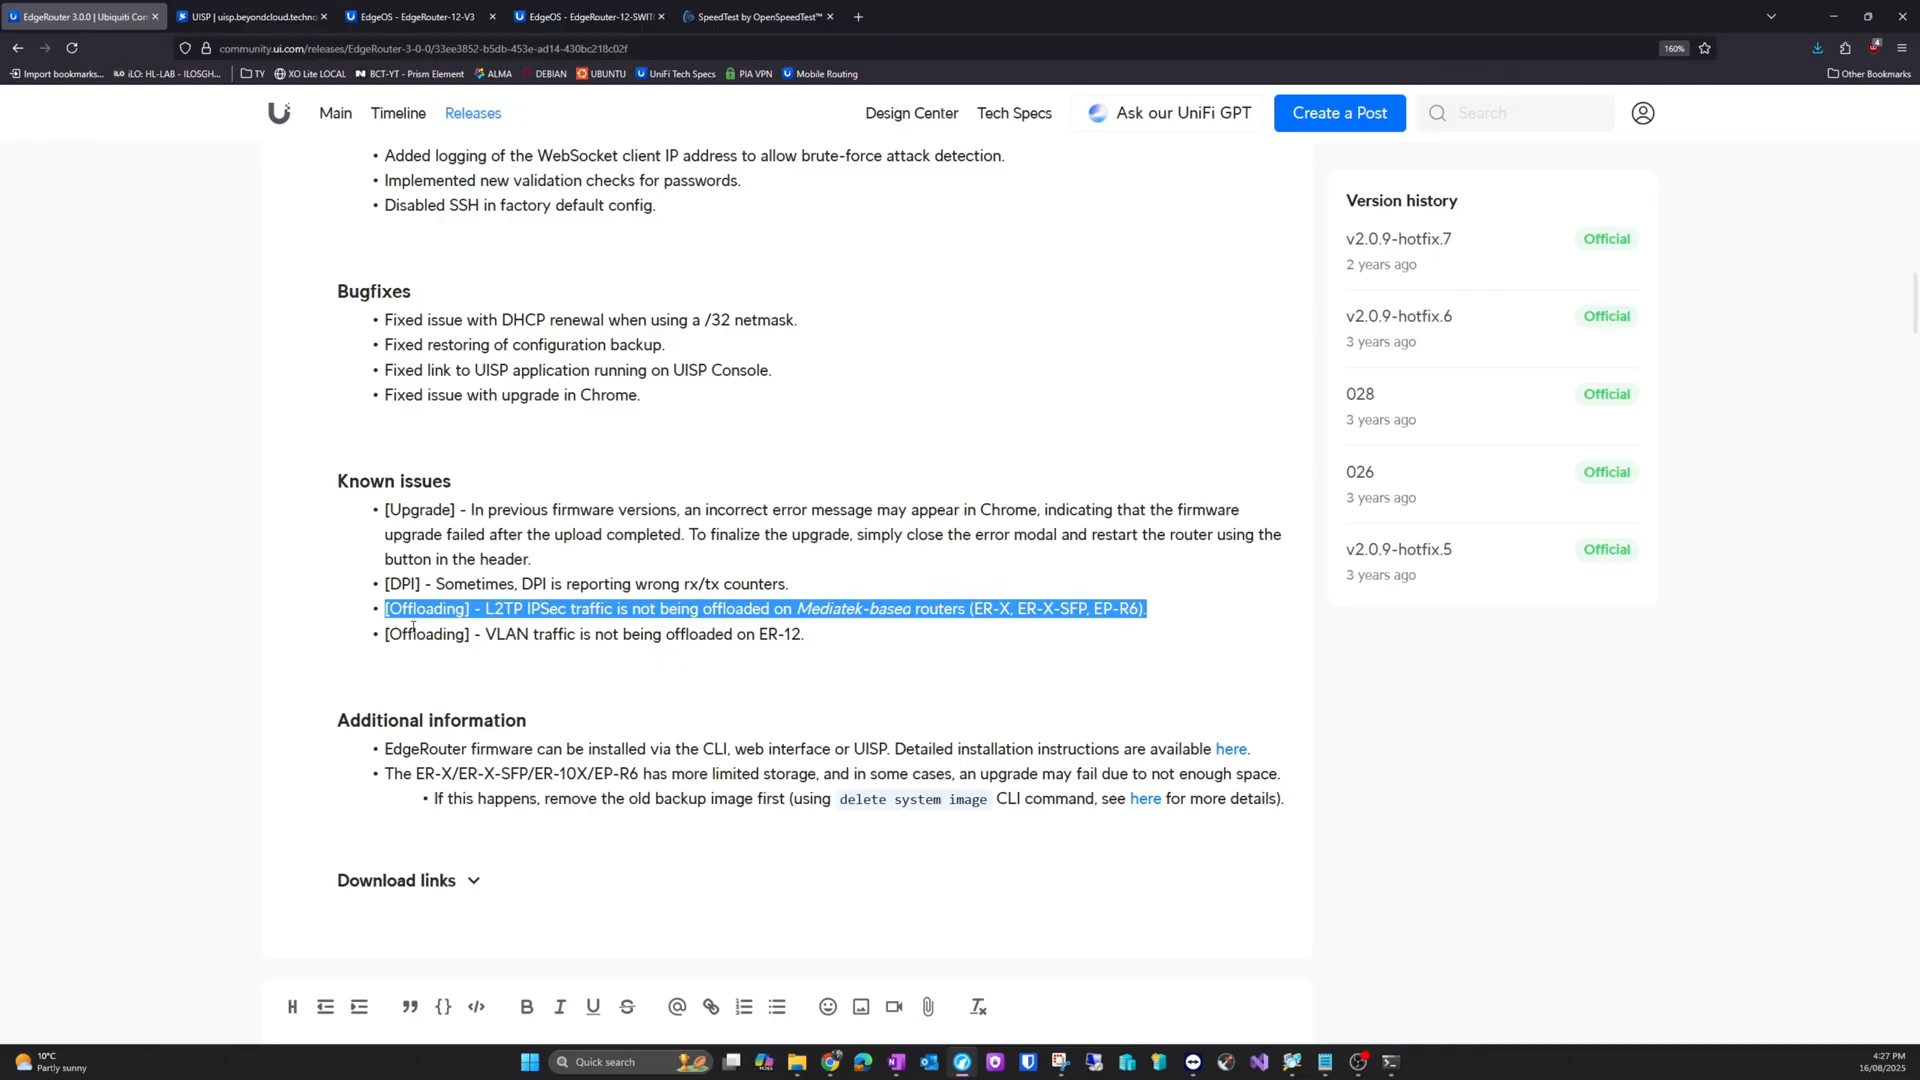 EdgeRouter 3.0.0 | Ubiquiti Con
UISP | uisp.beyondcloud.techno
EdgeOS - EdgeRouter-12-V3
EdgeOS - EdgeRouter-12-SWIT
SpeedTest by OpenSpeedTest™
community.ui.com/releases/EdgeRouter-3-0-0/33ee3852-b5db-453e-ad14-430bc218c02f
160%
4
Import bookmarks...
iLO: HL-LAB - ILOSGH...
TY
XO Lite LOCAL
BCT-YT - Prism Element
ALMA
DEBIAN
UBUNTU
UniFi Tech Specs
PIA VPN
Mobile Routing
Other Bookmarks
Main
Timeline
Releases
Design Center
Tech Specs
Ask our UniFi GPT
Create a Post
Search
• Added logging of the WebSocket client IP address to allow brute-force attack detection.
• Implemented new validation checks for passwords.
• Disabled SSH in factory default config.
Bugfixes
• Fixed issue with DHCP renewal when using a /32 netmask.
• Fixed restoring of configuration backup.
• Fixed link to UISP application running on UISP Console.
• Fixed issue with upgrade in Chrome.
Known issues
• [Upgrade] - In previous firmware versions, an incorrect error message may appear in Chrome, indicating that the firmware
upgrade failed after the upload completed. To finalize the upgrade, simply close the error modal and restart the router using the
button in the header.
• [DPI] - Sometimes, DPI is reporting wrong rx/tx counters.
• [Offloading] - L2TP IPSec traffic is not being offloaded on Mediatek-based routers (ER-X, ER-X-SFP, EP-R6).
• [Offloading] - VLAN traffic is not being offloaded on ER-12.
Additional information
• EdgeRouter firmware can be installed via the CLI, web interface or UISP. Detailed installation instructions are available here.
• The ER-X/ER-X-SFP/ER-10X/EP-R6 has more limited storage, and in some cases, an upgrade may fail due to not enough space.
• If this happens, remove the old backup image first (using delete system image CLI command, see here for more details).
Download links
Version history
v2.0.9-hotfix.7
Official
2 years ago
v2.0.9-hotfix.6
Official
3 years ago
028
Official
3 years ago
026
Official
3 years ago
v2.0.9-hotfix.5
Official
3 years ago
10°C
Partly sunny
Quick search
4:27 PM
16/08/2025